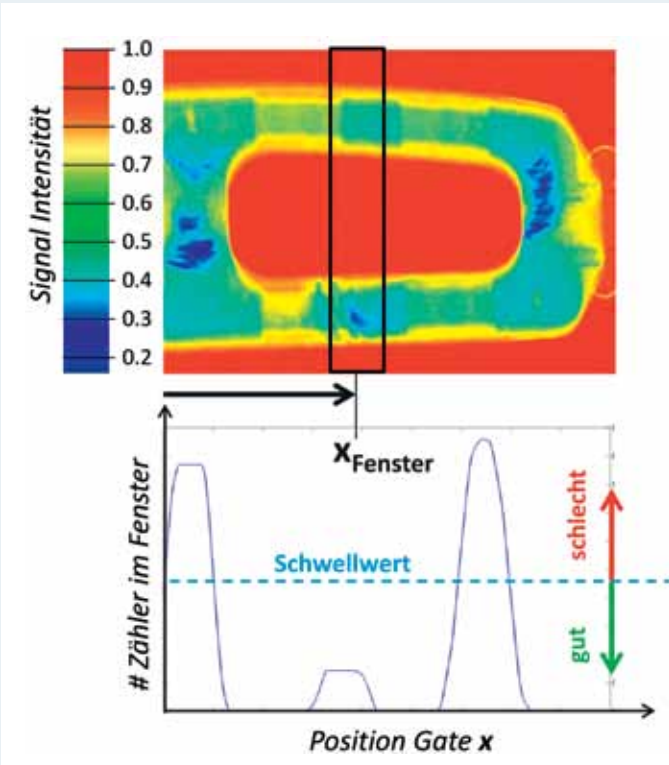 Signal Intensität
1.0
0.9
0.8
0.7
0.6
0.5
0.4
0.3
0.2
xFenster
# Zähler im Fenster
Schwellwert
schlecht
gut
Position Gate x